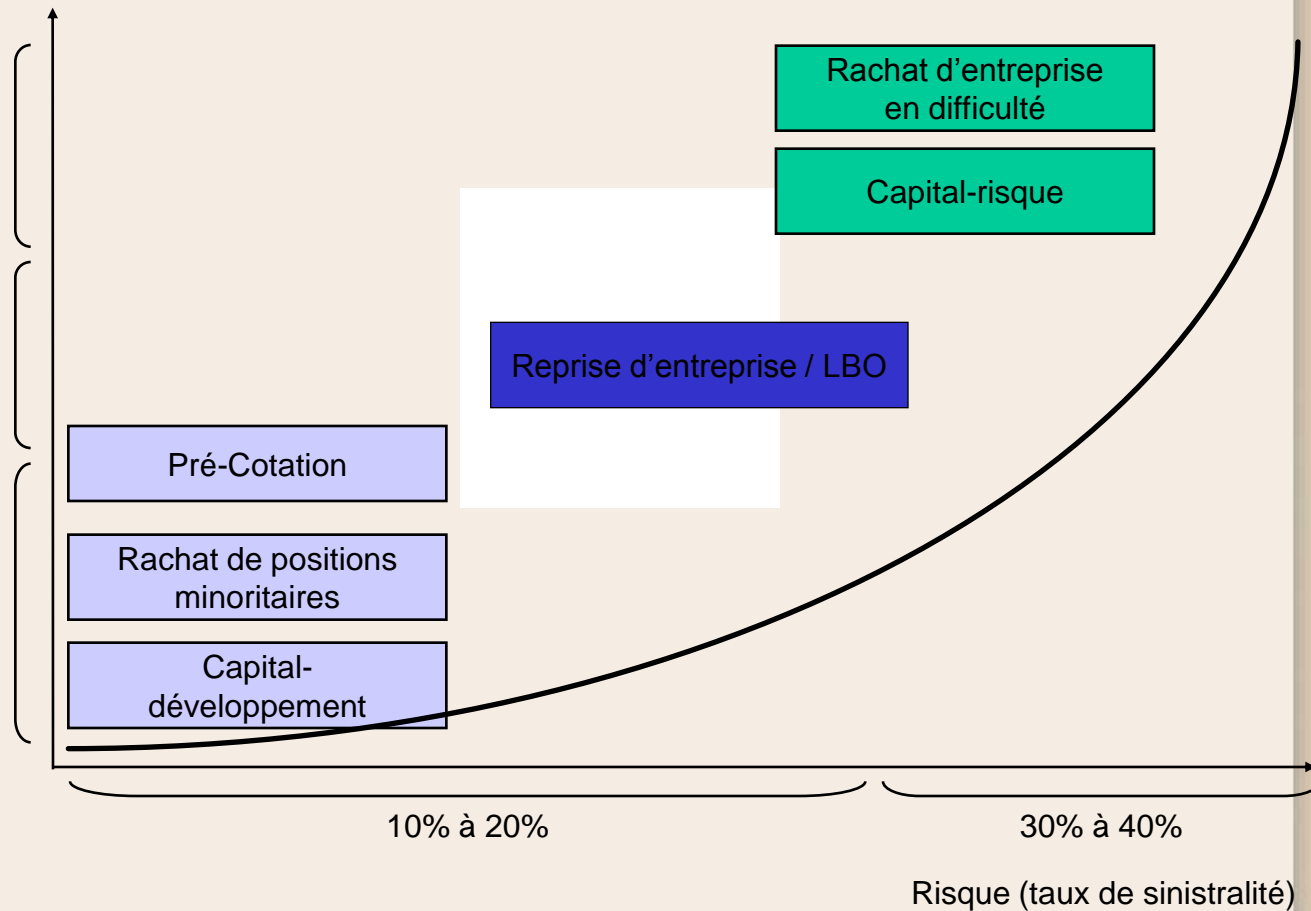 Rachat d'entreprise
en difficulté
Capital-risque
Reprise d'entreprise / LBO
Pré-Cotation
Rachat de positions
minoritaires
Capital-
développement
10% à 20%
30% à 40%
Risque (taux de sinistralité)